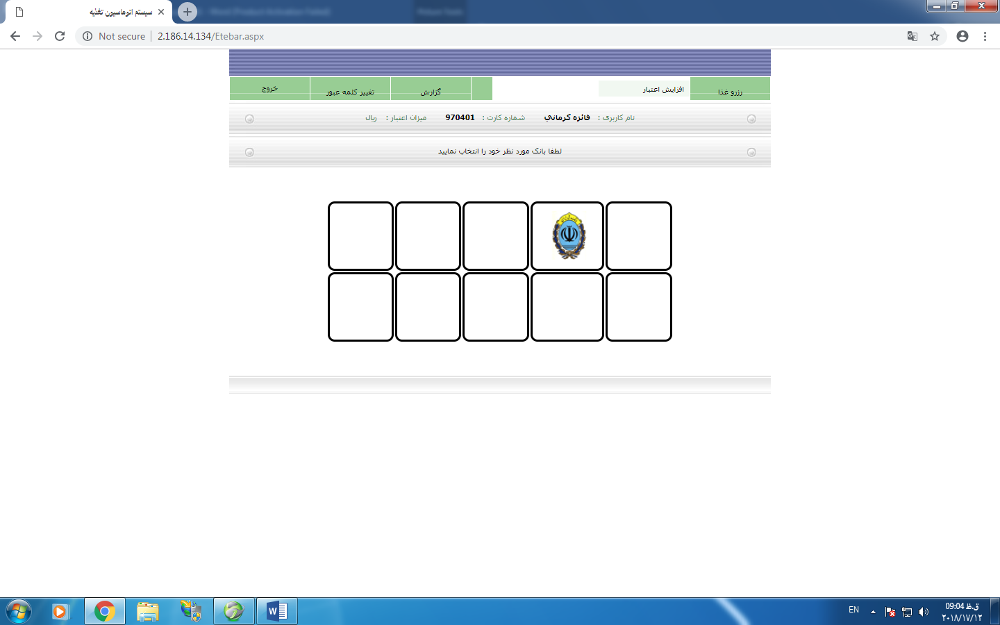 سیستم اتوماسیون تغذیه
Not secure | 2.186.14.134/Etebar.aspx
رزرو غذا
افزایش اعتبار
گزارش
تغییر کلمه عبور
خروج
نام کاربری : فائزه کرماني شماره کارت : 970401 میزان اعتبار : ریال
لطفا بانک مورد نظر خود را انتخاب نمایید
EN
09:04 ق.ظ
۲۰۱۸/۱۷/۱۲